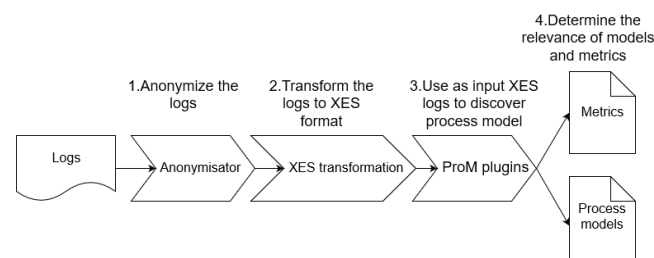 4.Determine the
relevance of models
and metrics
1.Anonymize the
logs
2.Transform the
logs to XES
format
3.Use as input XES
logs to discover
process model
Logs
Anonymisator
XES transformation
ProM plugins
Metrics
Process
models